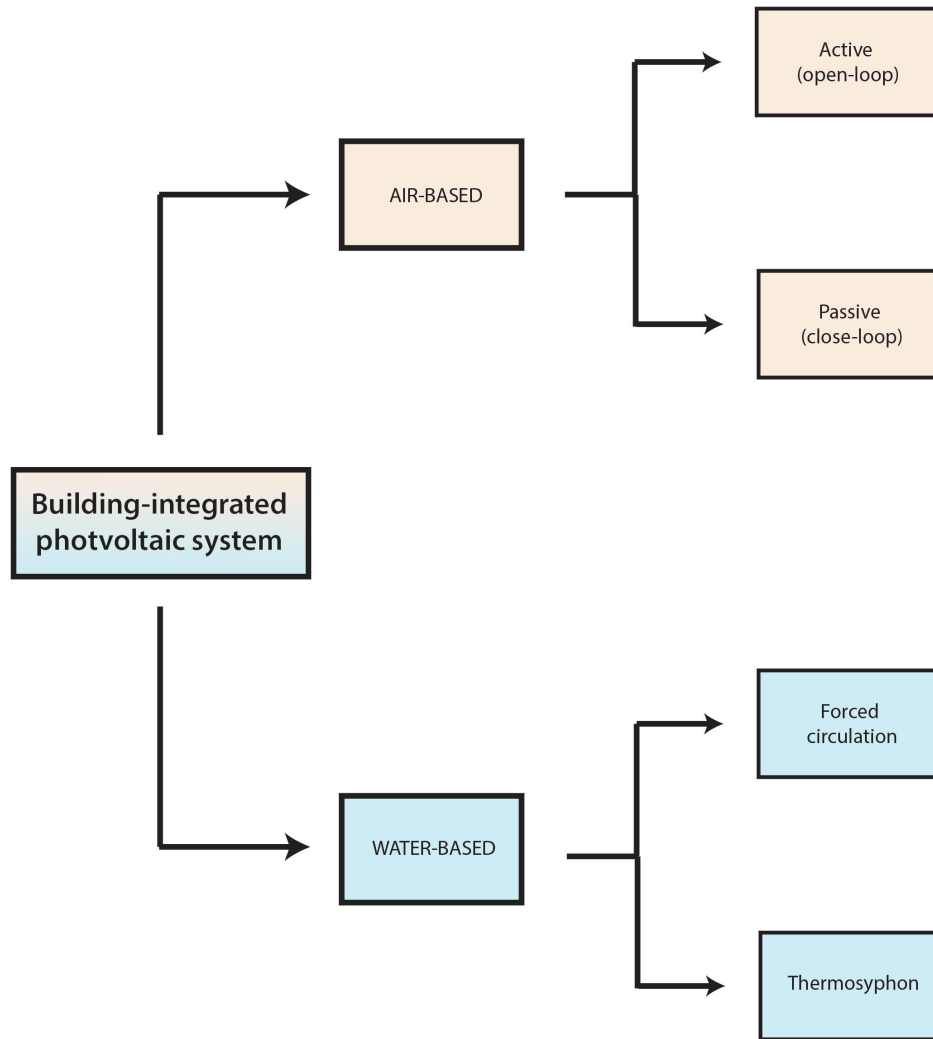 Active
(open-loop)
AIR-BASED
Passive
(close-loop)
Building-integrated
photvoltaic system
Forced
circulation
WATER-BASED
Thermosyphon